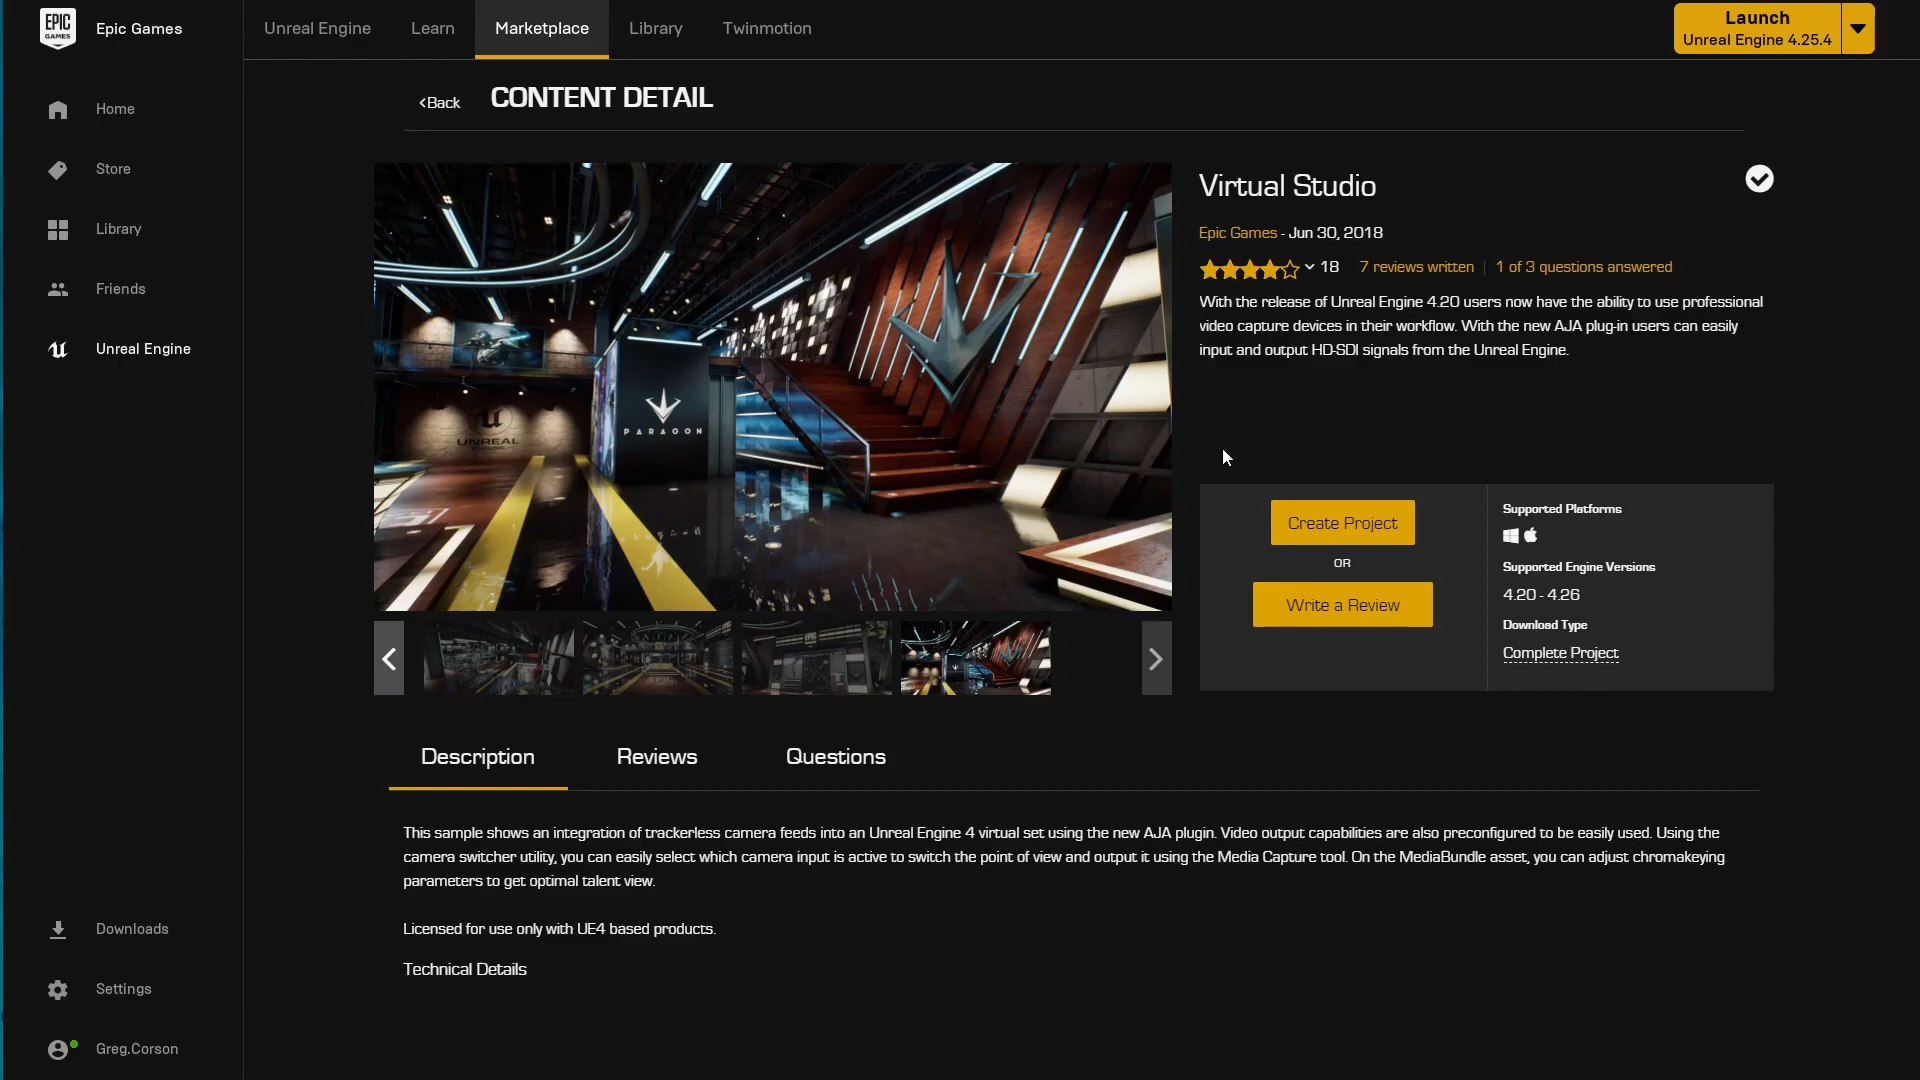 EPIC GAMES
Epic Games
Unreal Engine
Learn
Marketplace
Library
Twinmotion
Launch
Unreal Engine 4.25.4
Home
Store
Library
Friends
Unreal Engine
Downloads
Settings
Greg.Corson
Back
CONTENT DETAIL
UNREAL
PARAGON
Virtual Studio
Epic Games - Jun 30, 2018
18
7 reviews written
1 of 3 questions answered
With the release of Unreal Engine 4.20 users now have the ability to use professional
video capture devices in their workflow. With the new AJA plug-in users can easily
input and output HD-SDI signals from the Unreal Engine.
Create Project
OR
Write a Review
Supported Platforms
Supported Engine Versions
4.20 - 4.26
Download Type
Complete Project
Description
Reviews
Questions
This sample shows an integration of trackerless camera feeds into an Unreal Engine 4 virtual set using the new AJA plugin. Video output capabilities are also preconfigured to be easily used. Using the
camera switcher utility, you can easily select which camera input is active to switch the point of view and output it using the Media Capture tool. On the MediaBundle asset, you can adjust chromakeying
parameters to get optimal talent view.
Licensed for use only with UE4 based products.
Technical Details